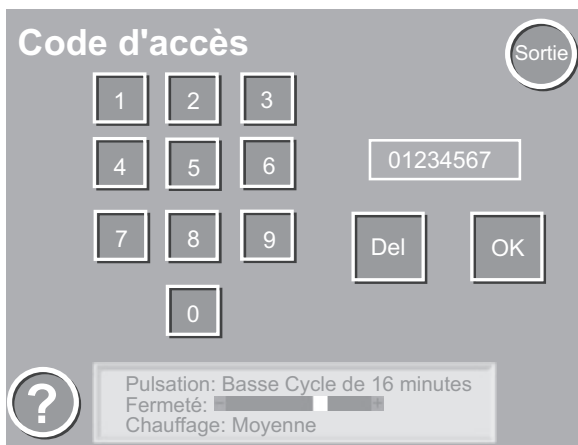 Code d'accès
Sortie
1 2 3
4 5 6
01234567
7 8 9
Del OK
0
?
Pulsation: Basse Cycle de 16 minutes
Fermeté: - +
Chauffage: Moyenne